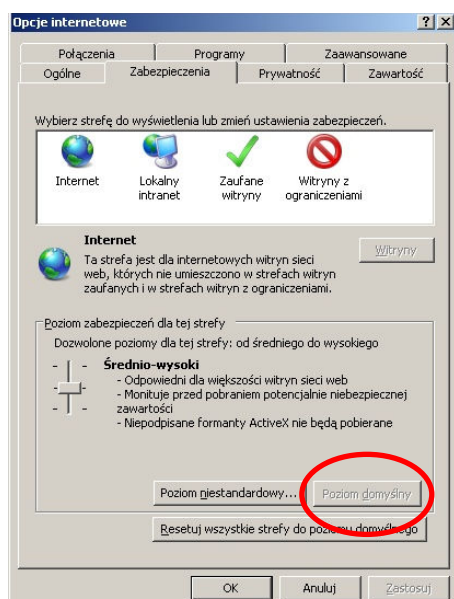 Opcje internetowe
Połączenia Programy Zaawansowane
Ogólne Zabezpieczenia Prywatność Zawartość
Wybierz strefę do wyświetlenia lub zmień ustawienia zabezpieczeń.
Internet Lokalny intranet Zaufane witryny Witryny z ograniczeniami
Internet
Witryny
Ta strefa jest dla internetowych witryn sieci
web, których nie umieszczono w strefach witryn
zaufanych i w strefach witryn z ograniczeniami.
Poziom zabezpieczeń dla tej strefy
Dozwolone poziomy dla tej strefy: od średniego do wysokiego
Średnio-wysoki
- Odpowiedni dla większości witryn sieci web
- Monituje przed pobraniem potencjalnie niebezpiecznej
zawartości
- Niepodpisane formanty ActiveX nie będą pobierane
Poziom niestandardowy... Poziom domyślny
Resetuj wszystkie strefy do poziomu domyślnego
OK Anuluj Zastosuj